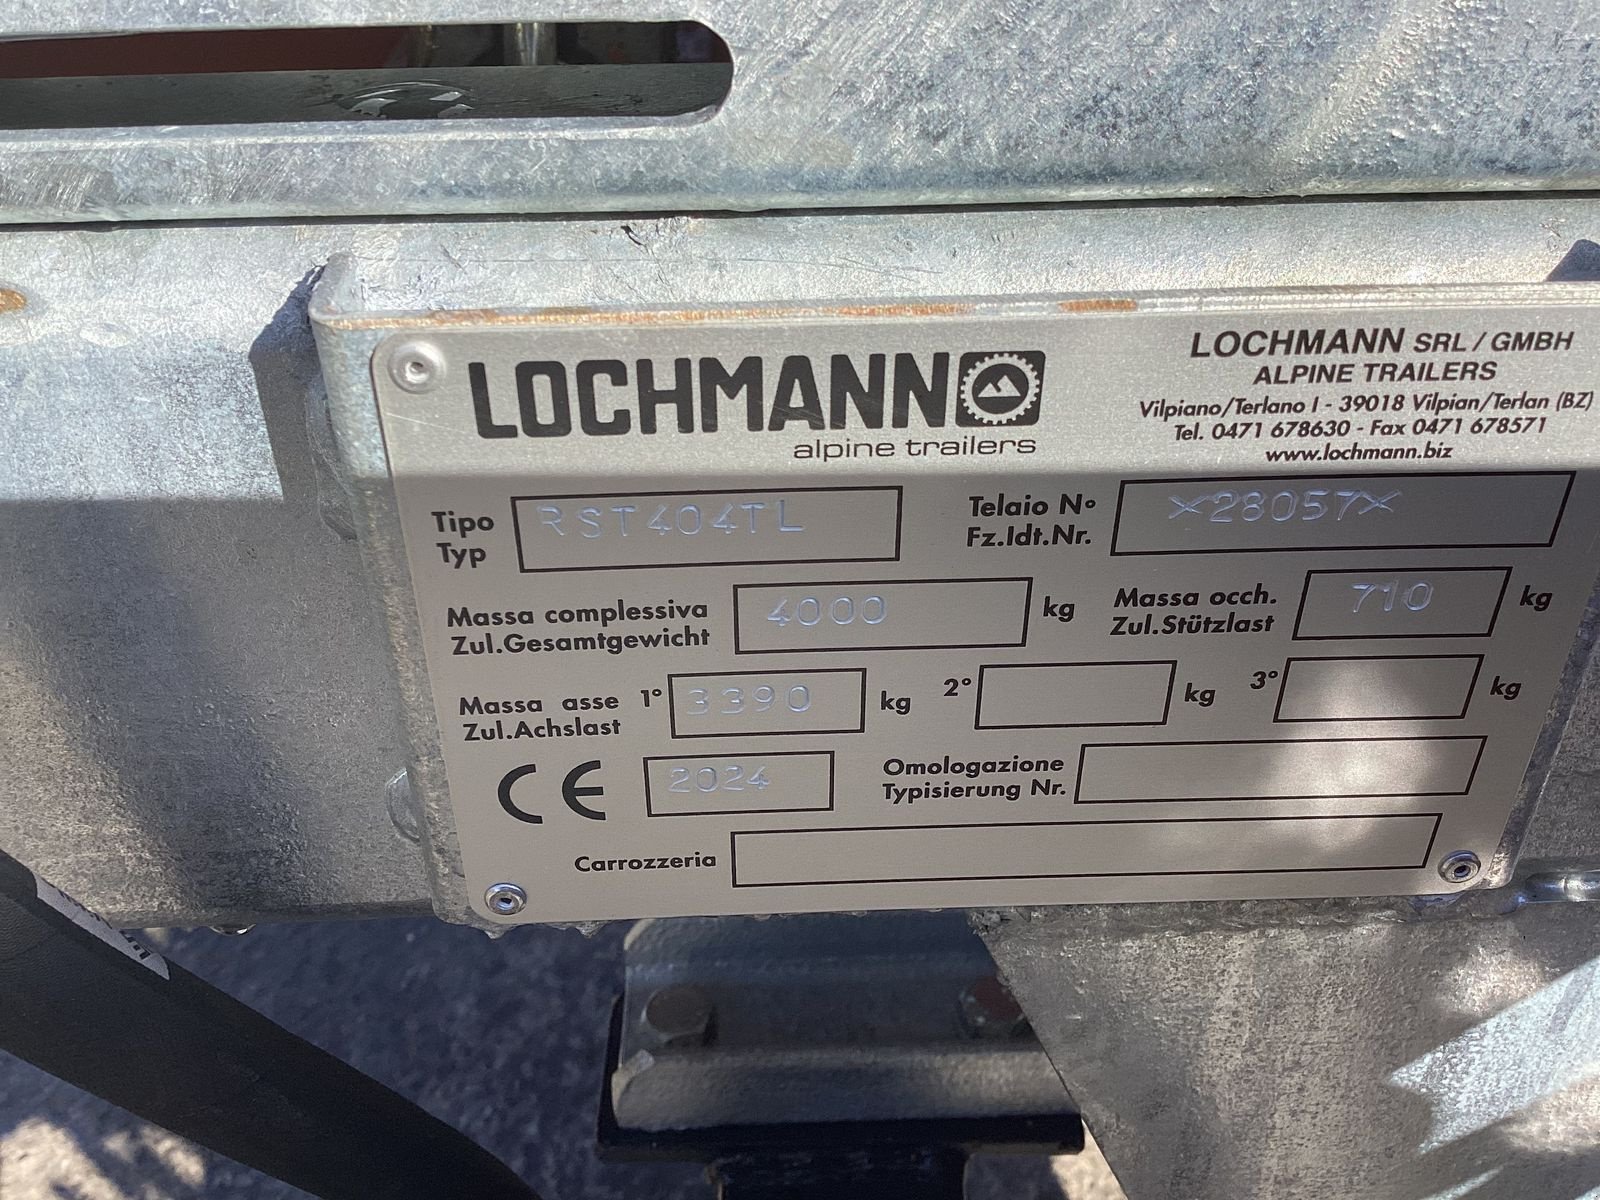 LOCHMANN
alpine trailers
LOCHMANN SRL / GMBH
ALPINE TRAILERS
Vilpiano/Terlano I - 39018 Vilpian/Terlan (BZ)
Tel. 0471 678630 - Fax 0471 678571
www.lochmann.biz
Tipo
Typ
RST404TL
Telaio N°
Fz.Idt.Nr.
X28057X
Massa complessiva
Zul.Gesamtgewicht
4000 kg
Massa occh.
Zul.Stützlast
710 kg
Massa asse
Zul.Achslast
1° 3390 kg 2° kg 3° kg
CE 2024
Omologazione
Typisierung Nr.
Carrozzeria